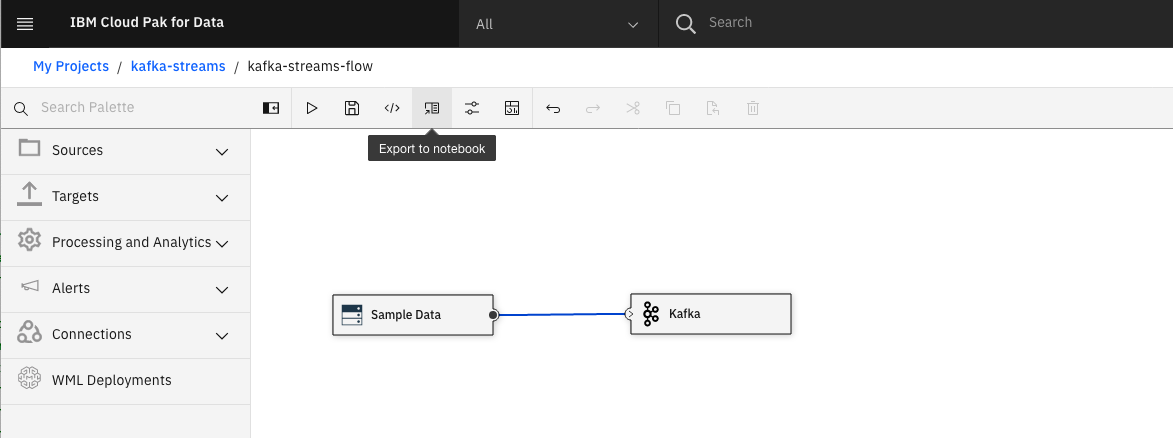 IBM Cloud Pak for Data
All
Search
My Projects / kafka-streams / kafka-streams-flow
Search Palette
Export to notebook
Sources
Targets
Processing and Analytics
Alerts
Connections
WML Deployments
Sample Data
Kafka